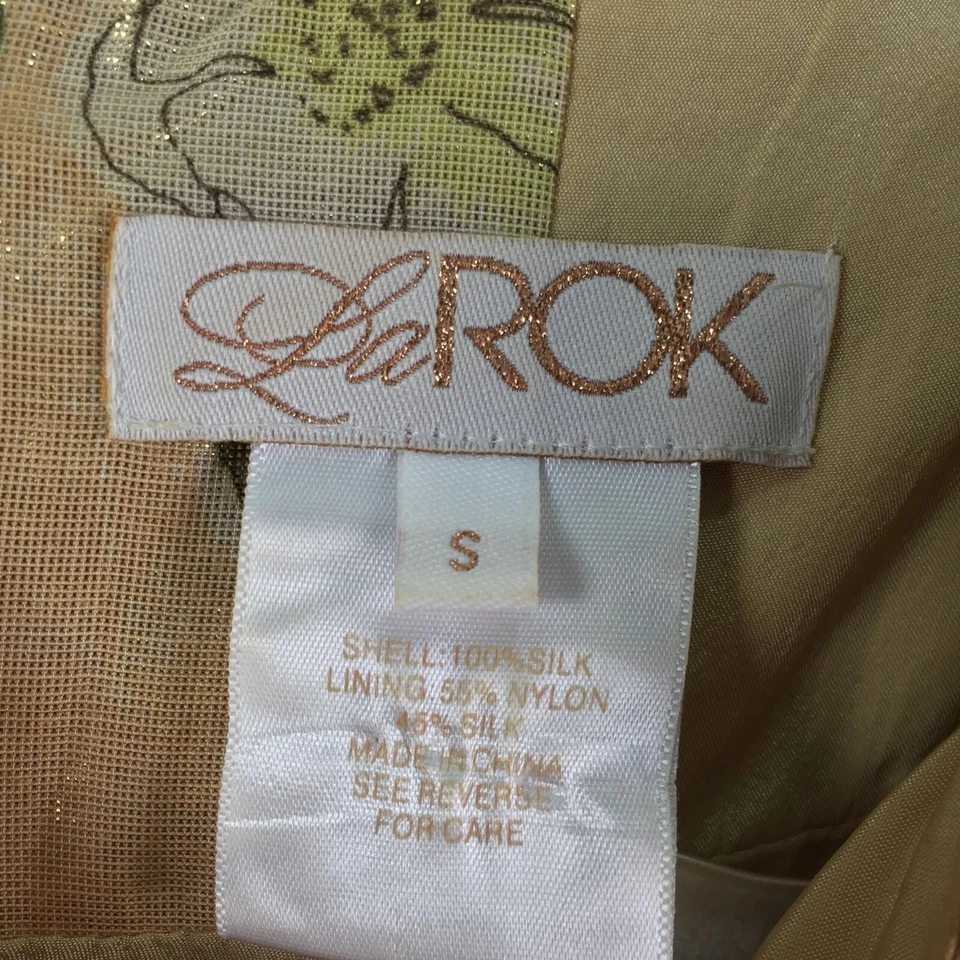 LaROK
S
SHELL:100%SILK
LINING:55% NYLON
45% SILK
MADE IN CHINA
SEE REVERSE
FOR CARE